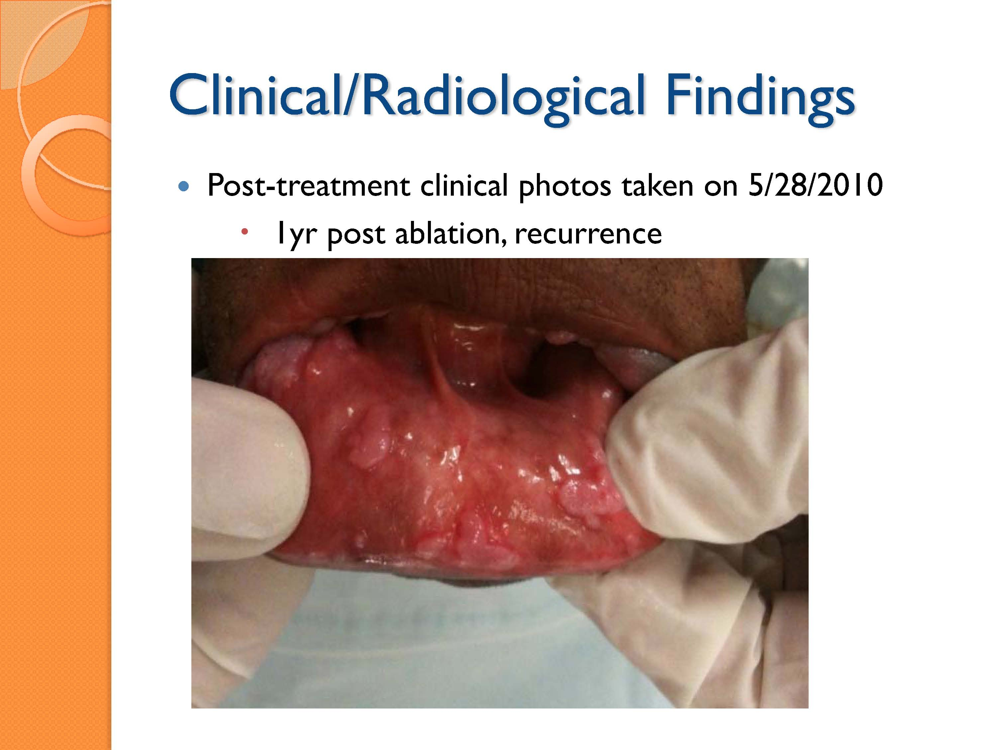 Clinical/Radiological Findings
• Post-treatment clinical photos taken on 5/28/2010
• 1yr post ablation, recurrence